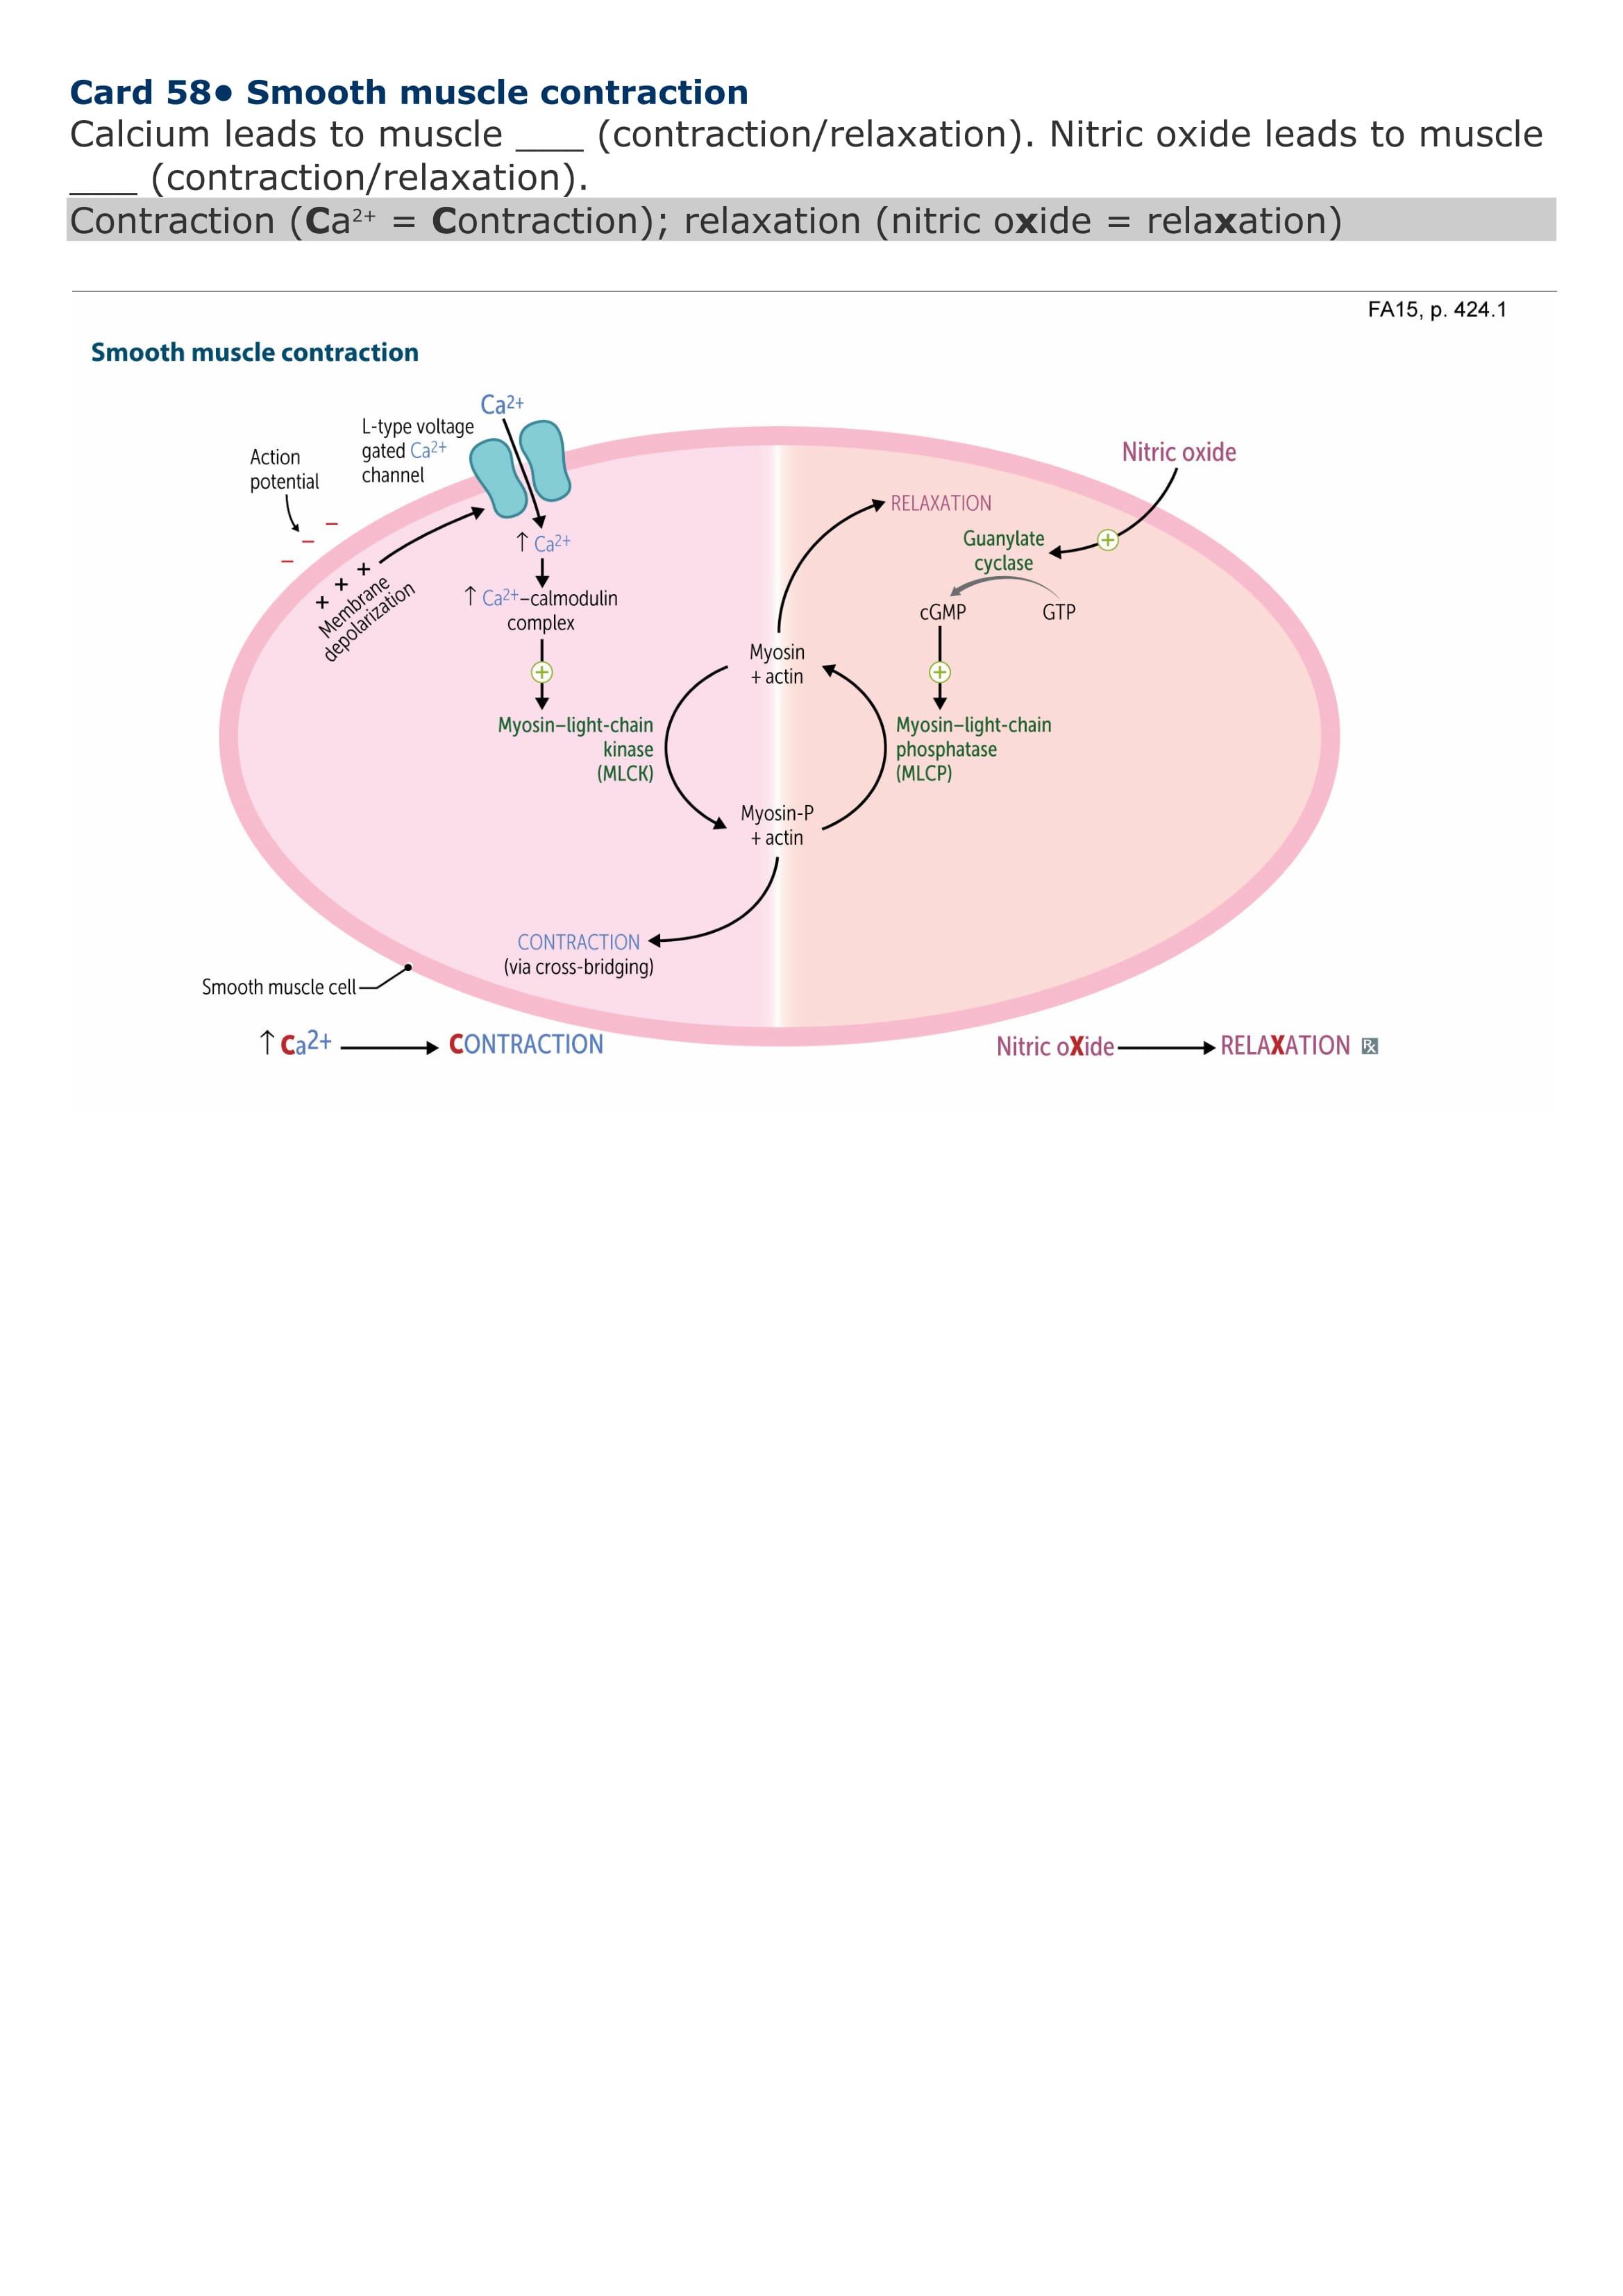 Card 58• Smooth muscle contraction
Calcium leads to muscle ____ (contraction/relaxation). Nitric oxide leads to muscle
____ (contraction/relaxation).
Contraction (Ca²⁺ = Contraction); relaxation (nitric oxide = relaxation)
FA15, p. 424.1
Smooth muscle contraction
Ca²⁺
L-type voltage
gated Ca²⁺
channel
Action
potential
− − −
+ + +
Membrane
depolarization
↑ Ca²⁺
↑ Ca²⁺–calmodulin
complex
+
Myosin–light-chain
kinase
(MLCK)
Myosin
+ actin
Myosin-P
+ actin
CONTRACTION
(via cross-bridging)
Smooth muscle cell
Nitric oxide
RELAXATION
+
Guanylate
cyclase
cGMP
GTP
+
Myosin–light-chain
phosphatase
(MLCP)
↑ Ca2+ → CONTRACTION
Nitric oXide → RELAXATION ℞